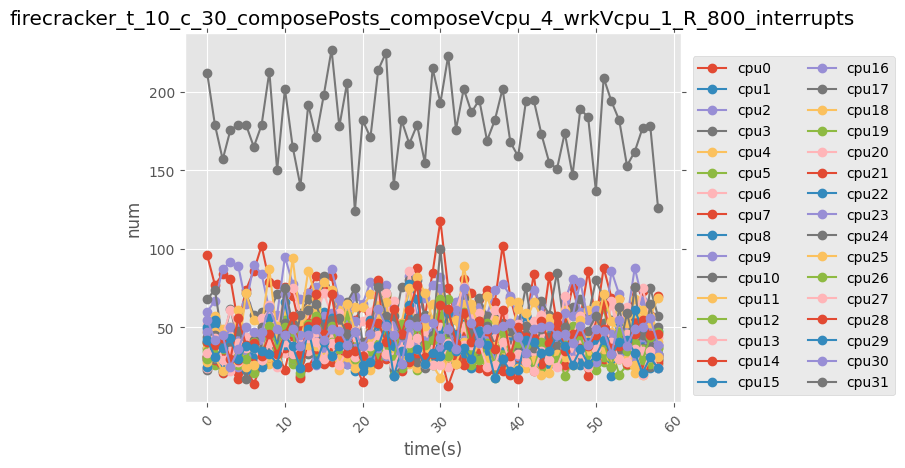 firecracker_t_10_c_30_composePosts_composeVcpu_4_wrkVcpu_1_R_800_interrupts
200
150
100
50
num
0
10
20
30
40
50
60
time(s)
cpu0
cpu1
cpu2
cpu3
cpu4
cpu5
cpu6
cpu7
cpu8
cpu9
cpu10
cpu11
cpu12
cpu13
cpu14
cpu15
cpu16
cpu17
cpu18
cpu19
cpu20
cpu21
cpu22
cpu23
cpu24
cpu25
cpu26
cpu27
cpu28
cpu29
cpu30
cpu31